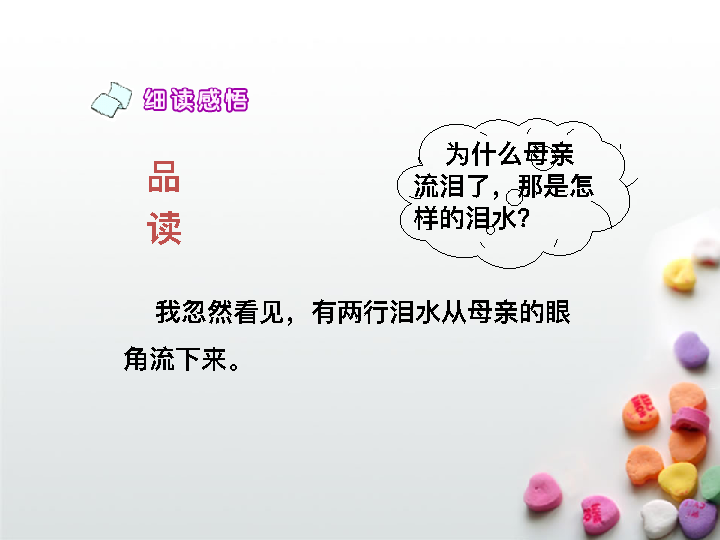 细读感悟
品
读
为什么母亲
流泪了，那是怎
样的泪水?
我忽然看见，有两行泪水从母亲的眼
角流下来。